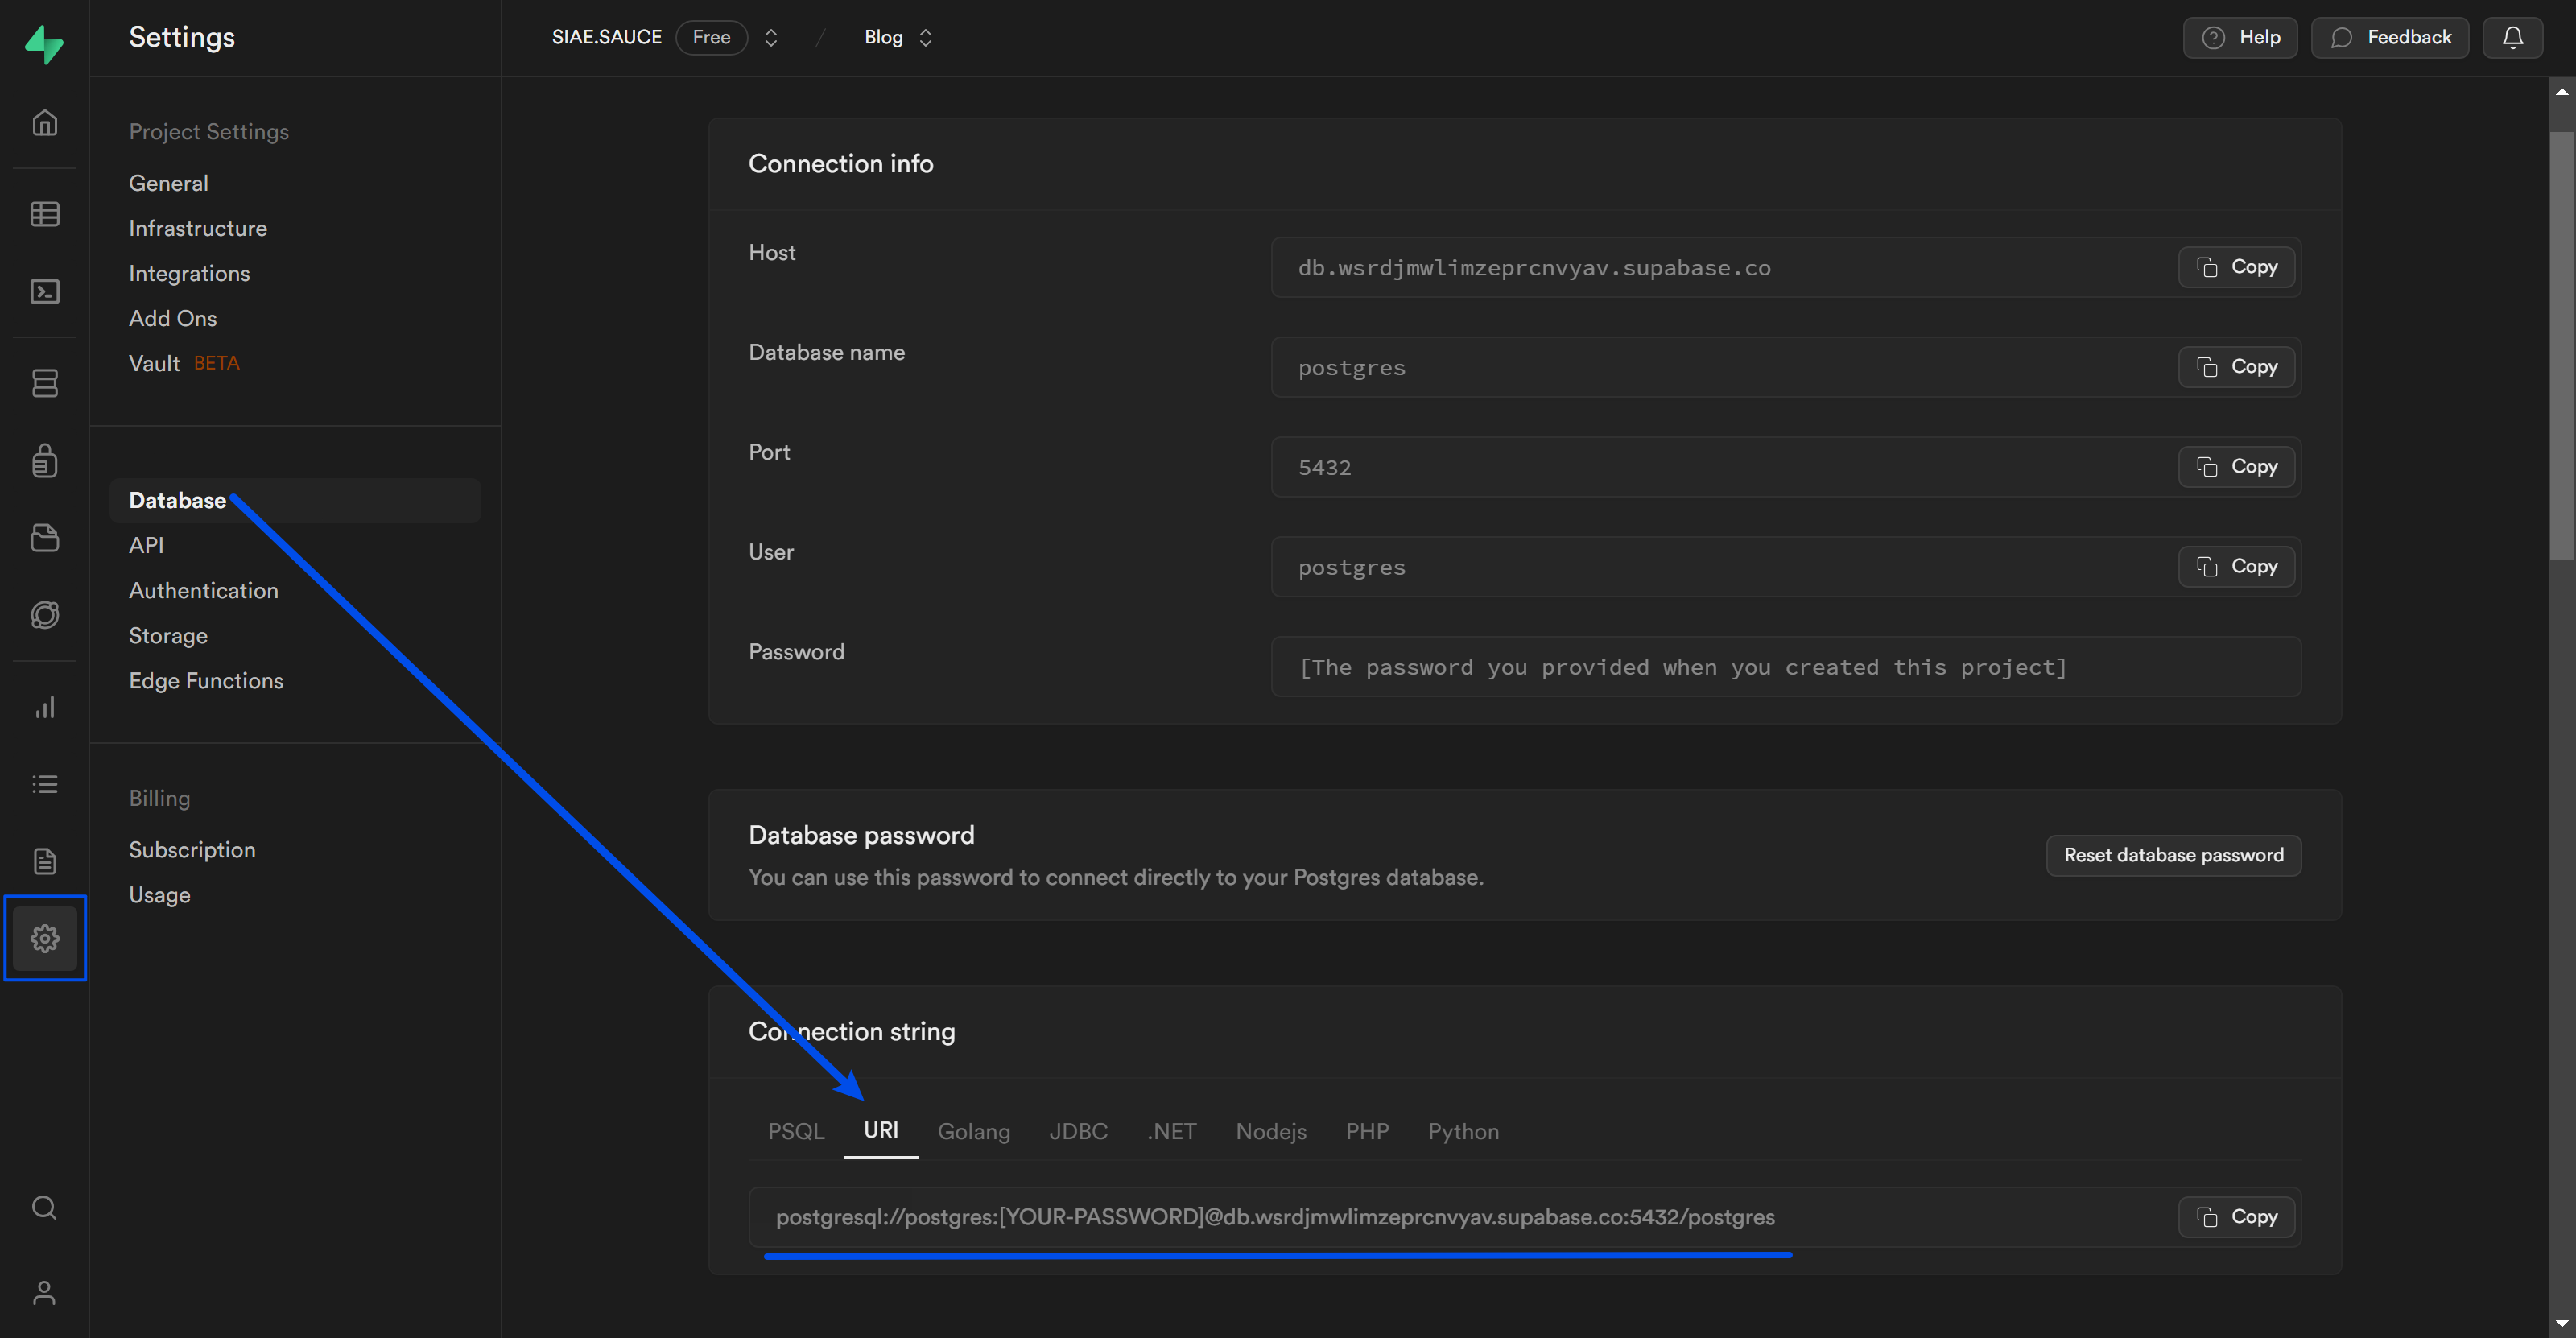 Settings
SIAE.SAUCE Free / Blog
Help
Feedback
Project Settings
General
Infrastructure
Integrations
Add Ons
Vault BETA
Database
API
Authentication
Storage
Edge Functions
Billing
Subscription
Usage
Connection info
Host
db.wsrdjmwlimzeprcnvyav.supabase.co
Copy
Database name
postgres
Copy
Port
5432
Copy
User
postgres
Copy
Password
[The password you provided when you created this project]
Database password
You can use this password to connect directly to your Postgres database.
Reset database password
Connection string
PSQL URI Golang JDBC .NET Nodejs PHP Python
postgresql://postgres:[YOUR-PASSWORD]@db.wsrdjmwlimzeprcnvyav.supabase.co:5432/postgres
Copy